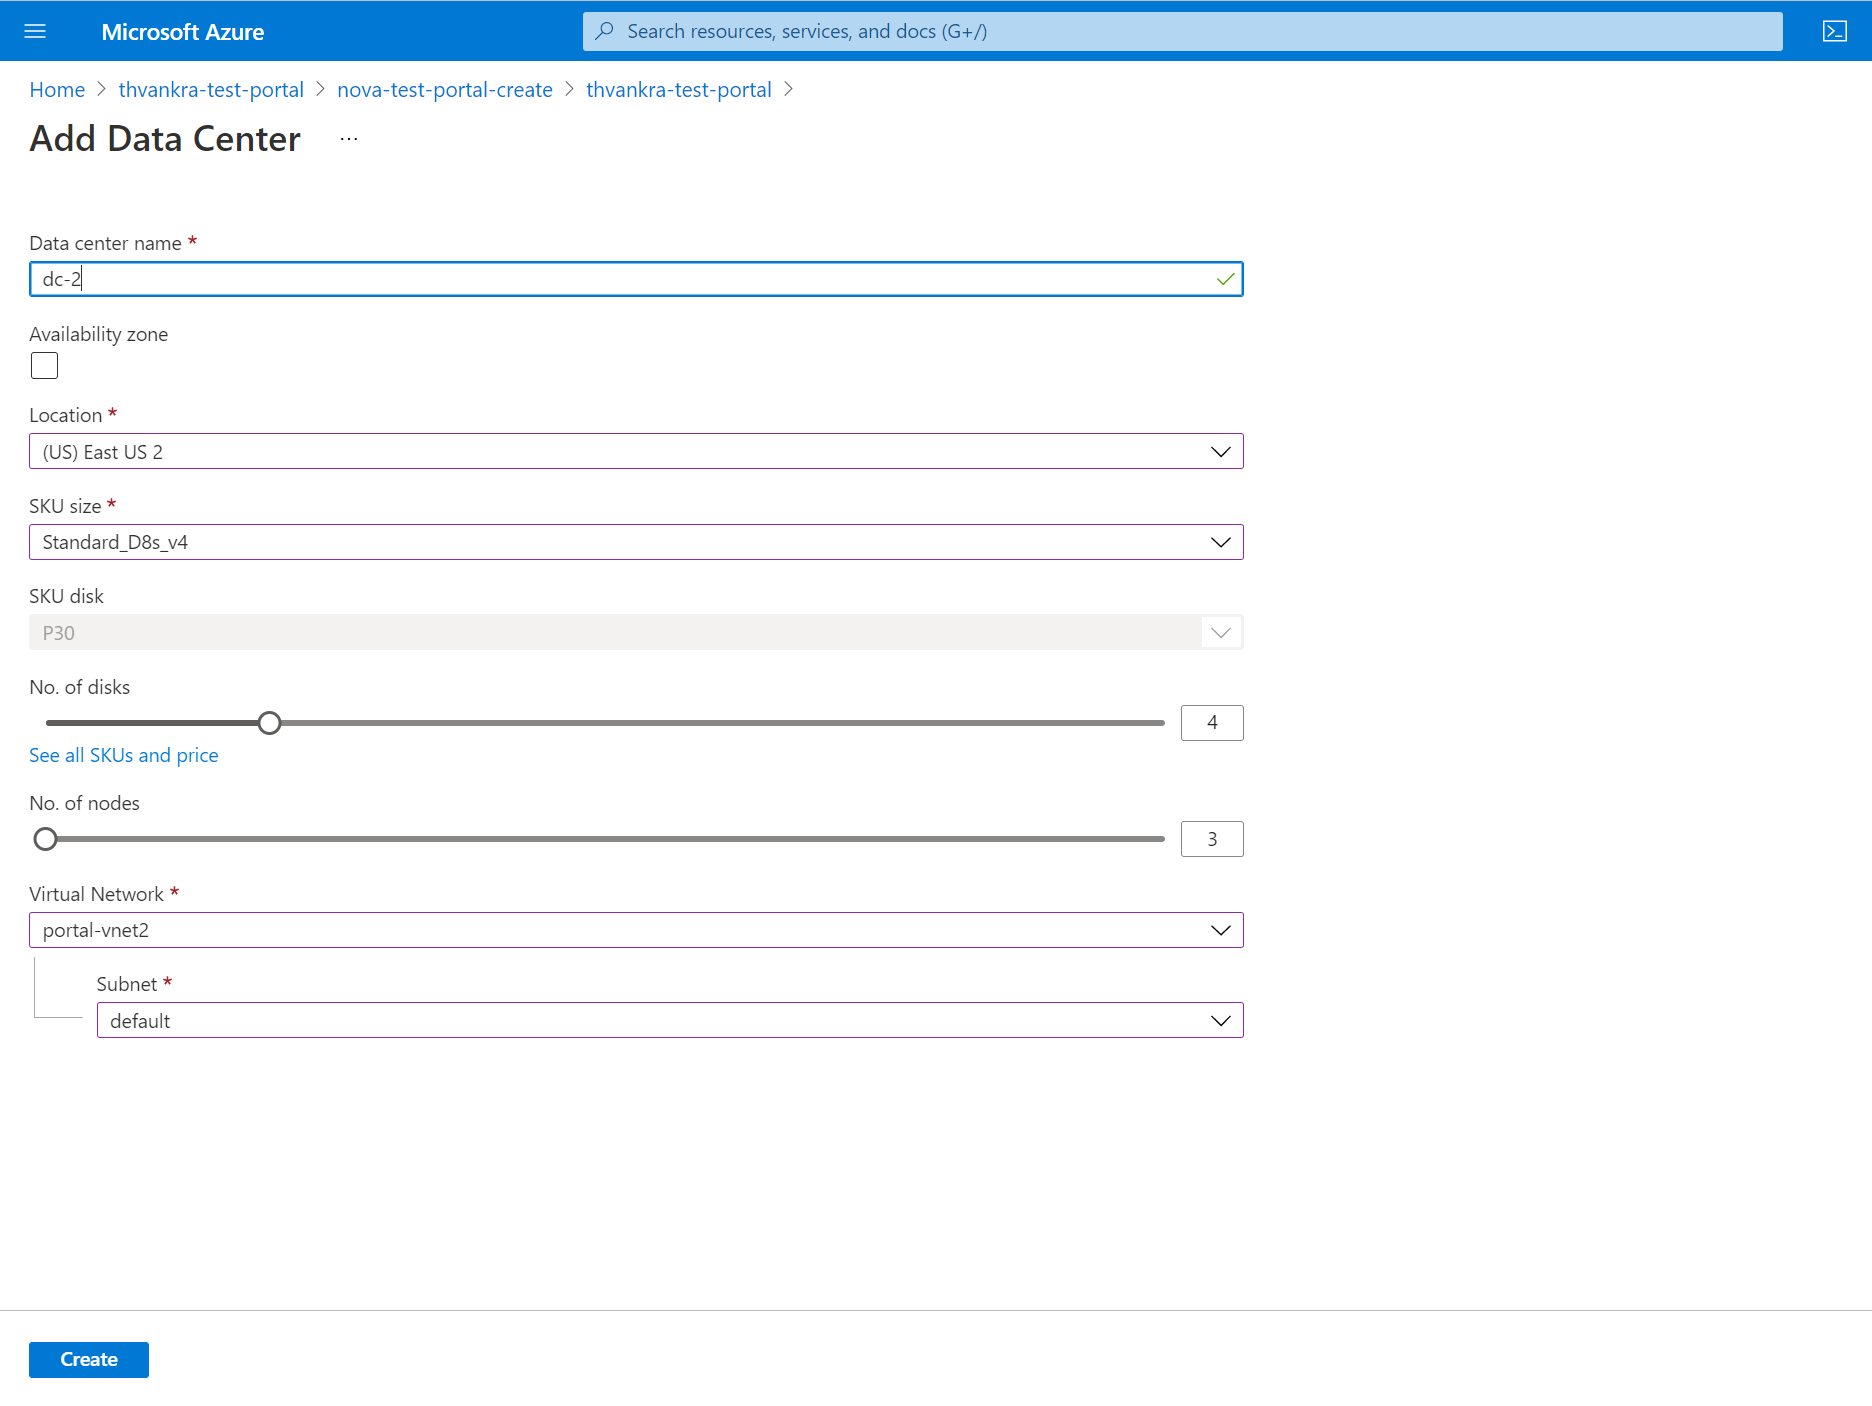 Microsoft Azure
Search resources, services, and docs (G+/)
Home > thvankra-test-portal > nova-test-portal-create > thvankra-test-portal >
Add Data Center ...
Data center name *
dc-2
Availability zone
Location *
(US) East US 2
SKU size *
Standard_D8s_v4
SKU disk
P30
No. of disks
4
See all SKUs and price
No. of nodes
3
Virtual Network *
portal-vnet2
Subnet *
default
Create